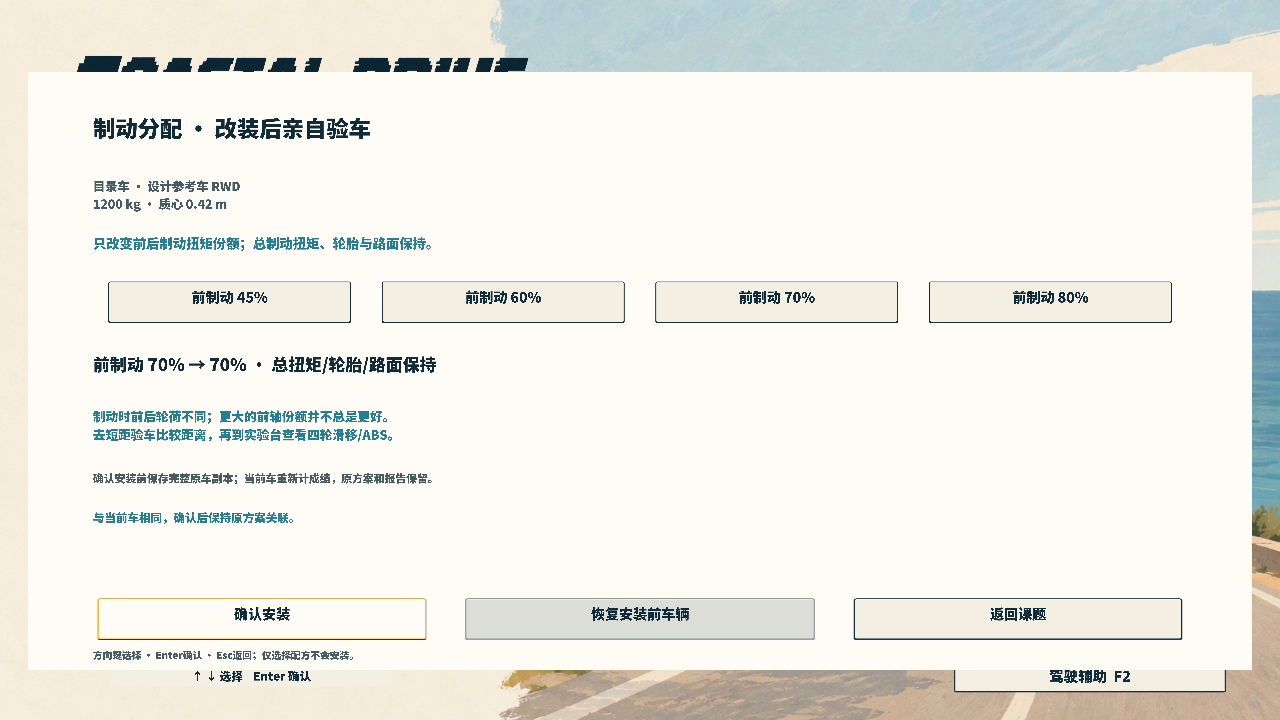 COASTAL DRIVE
制动分配 · 改装后亲自验车
目录车 · 设计参考车 RWD
1200 kg · 质心 0.42 m
只改变前后制动扭矩份额；总制动扭矩、轮胎与路面保持。
前制动 45%
前制动 60%
前制动 70%
前制动 80%
前制动 70% → 70% · 总扭矩/轮胎/路面保持
制动时前后轮荷不同；更大的前轴份额并不总是更好。
去短距验车比较距离，再到实验台查看四轮滑移/ABS。
确认安装前保存完整原车副本；当前车重新计成绩，原方案和报告保留。
与当前车相同，确认后保持原方案关联。
确认安装
恢复安装前车辆
返回课题
方向键选择 · Enter确认 · Esc返回；仅选择配方不会安装。
↑ ↓ 选择 Enter 确认
驾驶辅助 F2